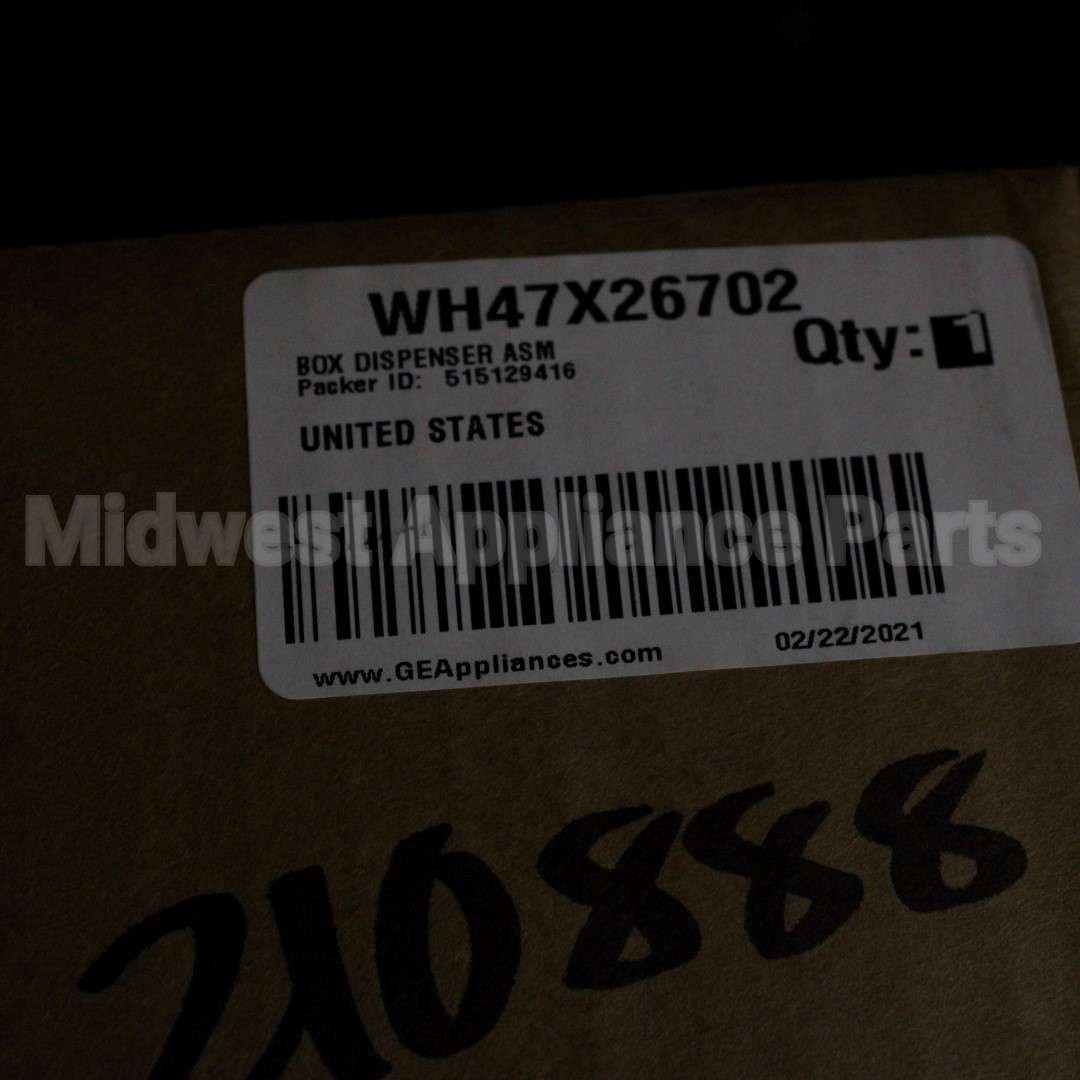 WH47X26702
BOX DISPENSER ASM
Qty: 1
Packer ID: 515129416
UNITED STATES
Midwest Appliance Parts
www.GEAppliances.com
02/22/2021
210888